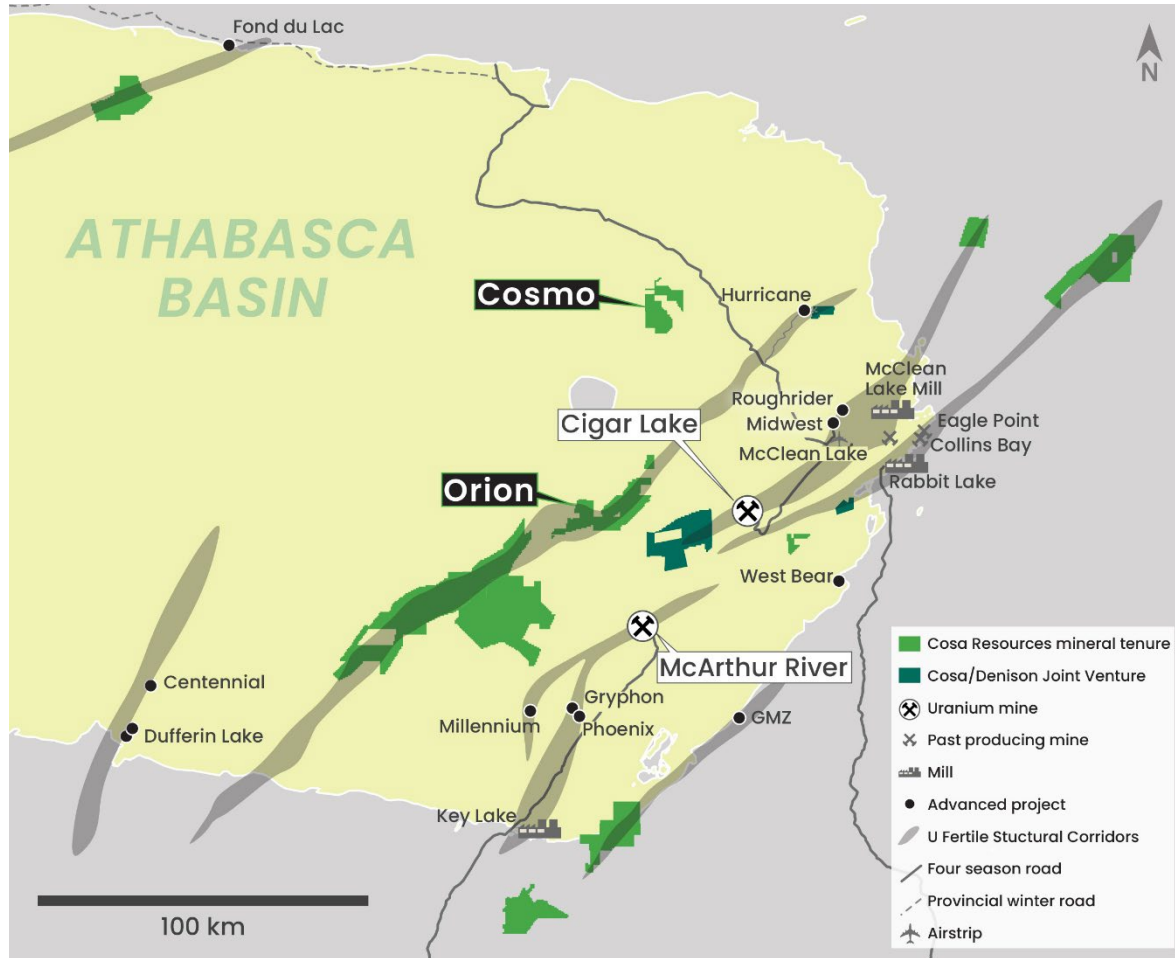 Fond du Lac
N
ATHABASCA
BASIN
Cosmo
Hurricane
McClean
Lake Mill
Roughrider
Midwest
Cigar Lake
Eagle Point
McClean Lake
Collins Bay
Rabbit Lake
Orion
West Bear
McArthur River
Centennial
Gryphon
Millennium
Phoenix
GMZ
Dufferin Lake
Key Lake
100 km
Cosa Resources mineral tenure
Cosa/Denison Joint Venture
Uranium mine
Past producing mine
Mill
Advanced project
U Fertile Stuctural Corridors
Four season road
Provincial winter road
Airstrip